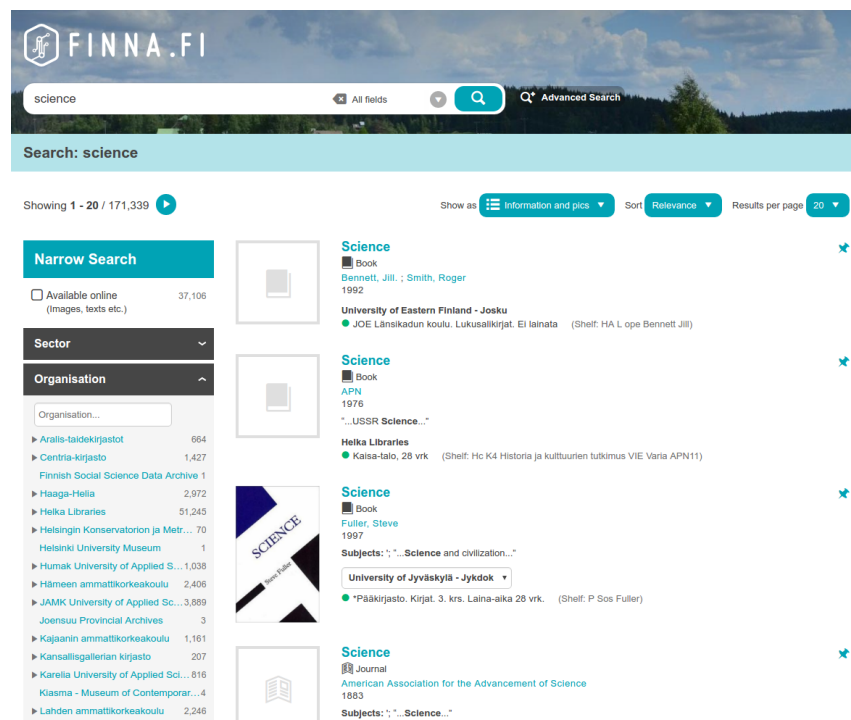 FINNA.FI
science All fields Advanced Search
Search: science
Showing 1 - 20 / 171,339 Show as Information and pics Sort Relevance Results per page 20
Narrow Search
Available online 37,106
(Images, texts etc.)
Sector
Organisation
Organisation...
Aralis-taidekirjastot 664
Centria-kirjasto 1,427
Finnish Social Science Data Archive 1
Haaga-Helia 2,972
Helka Libraries 51,245
Helsingin Konservatorion ja Metr... 70
Helsinki University Museum 1
Humak University of Applied S... 1,038
Hämeen ammattikorkeakoulu 2,406
JAMK University of Applied Sc... 3,889
Joensuu Provincial Archives 3
Kajaanin ammattikorkeakoulu 1,161
Kansallisgallerian kirjasto 207
Karelia University of Applied Sci... 816
Kiasma - Museum of Contemporar... 4
Lahden ammattikorkeakoulu 2,246
Science
Book
Bennett, Jill. ; Smith, Roger
1992
University of Eastern Finland - Josku
JOE Länsikadun koulu. Lukusalikirjat. Ei lainata (Shelf: HA L ope Bennett Jill)
Science
Book
APN
1976
"...USSR Science..."
Helka Libraries
Kaisa-talo, 28 vrk (Shelf: Hc K4 Historia ja kulttuurien tutkimus VIE Varia APN11)
SCIENCE
Steve Fuller
Science
Book
Fuller, Steve
1997
Subjects: '; "...Science and civilization..."
University of Jyväskylä - Jykdok
*Pääkirjasto. Kirjat. 3. krs. Laina-aika 28 vrk. (Shelf: P Sos Fuller)
Science
Journal
American Association for the Advancement of Science
1883
Subjects: '; "...Science..."